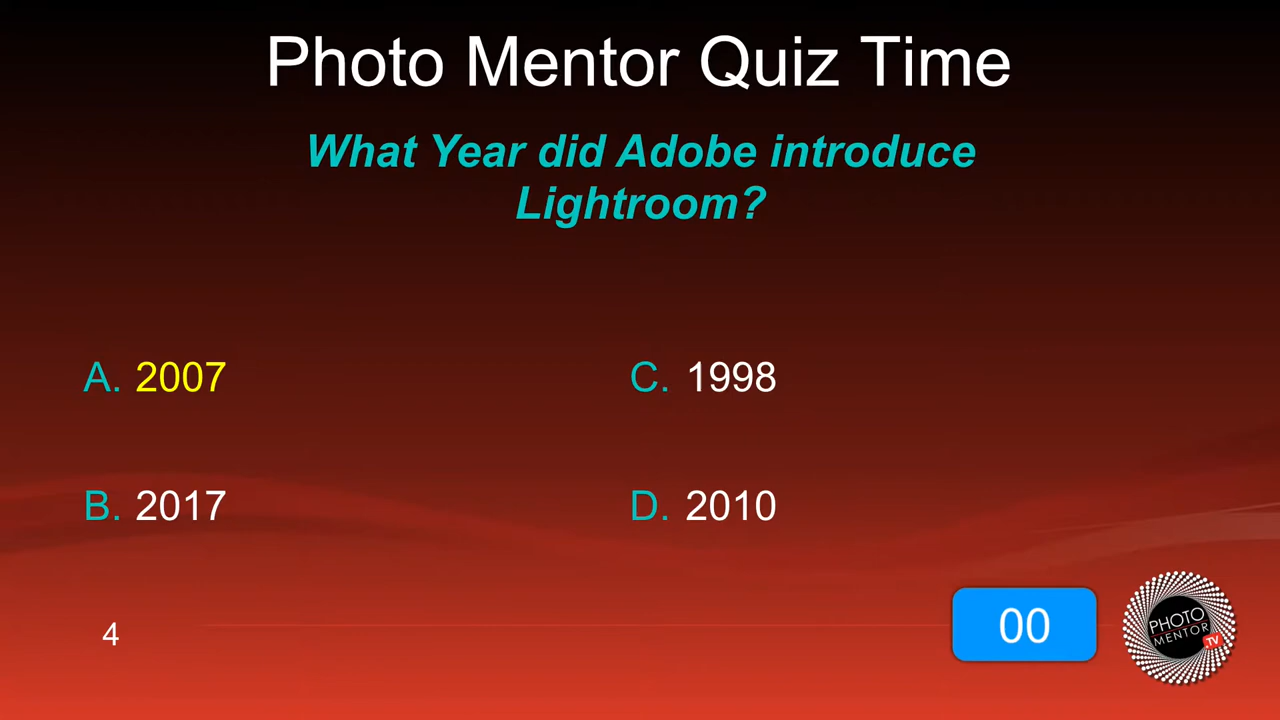 Photo Mentor Quiz Time
What Year did Adobe introduce
Lightroom?
A. 2007
C. 1998
B. 2017
D. 2010
4
00
PHOTO
MENTOR
TV